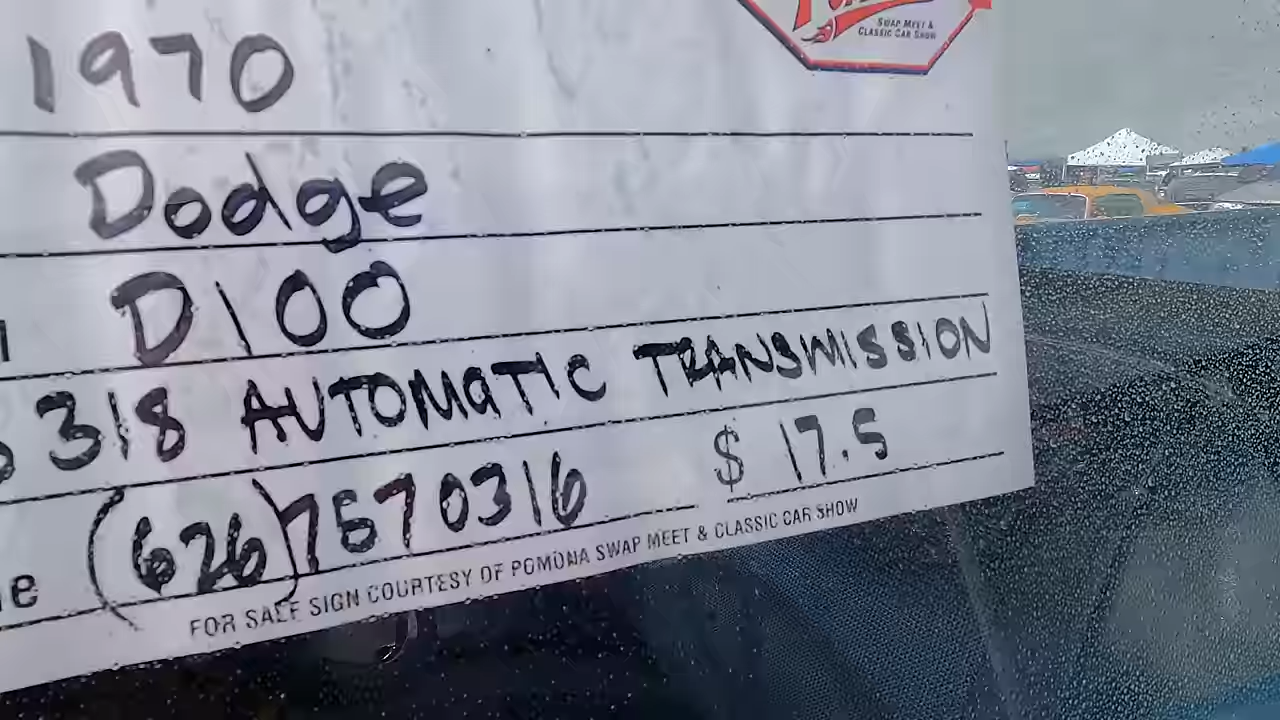 SWAP MEET &
CLASSIC CAR SHOW
1970
Dodge
D100
318 AUTOMATIC TRANSMISSION
(626)7570316 $ 17.5
FOR SALE SIGN COURTESY OF POMONA SWAP MEET & CLASSIC CAR SHOW